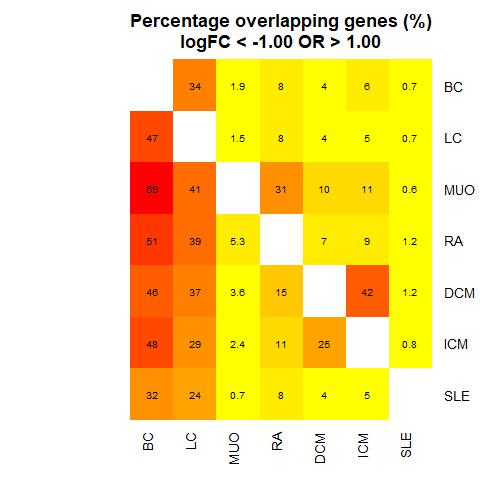 Percentage overlapping genes (%)
logFC < -1.00 OR > 1.00
34 1.9 8 4 6 0.7 BC
47 1.5 8 4 5 0.7 LC
69 41 31 10 11 0.6 MUO
51 39 5.3 7 9 1.2 RA
46 37 3.6 15 42 1.2 DCM
48 29 2.4 11 25 0.8 ICM
32 24 0.7 8 4 5 SLE
BC LC MUO RA DCM ICM SLE